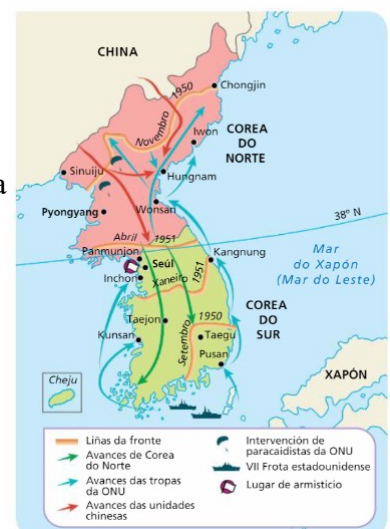 CHINA
Chongjin
1950
Novembro
Iwon
COREA
DO
NORTE
Sinuiju
Hungnam
a
Pyongyang
Wonsan
38° N
Abril 1951
Panmunjon
Kangnung
Seúl
Mar
do Xapón
(Mar do Leste)
Inchon
Xaneiro 1951
COREA
DO
SUR
Taejon
Setembro 1950
Taegu
Kunsan
Pusan
Cheju
XAPÓN
Liñas da fronte
Avances de Corea
do Norte
Avances das tropas
da ONU
Avances das unidades
chinesas
Intervención de
paracaidistas da ONU
VII Frota estadounidense
Lugar de armisticio